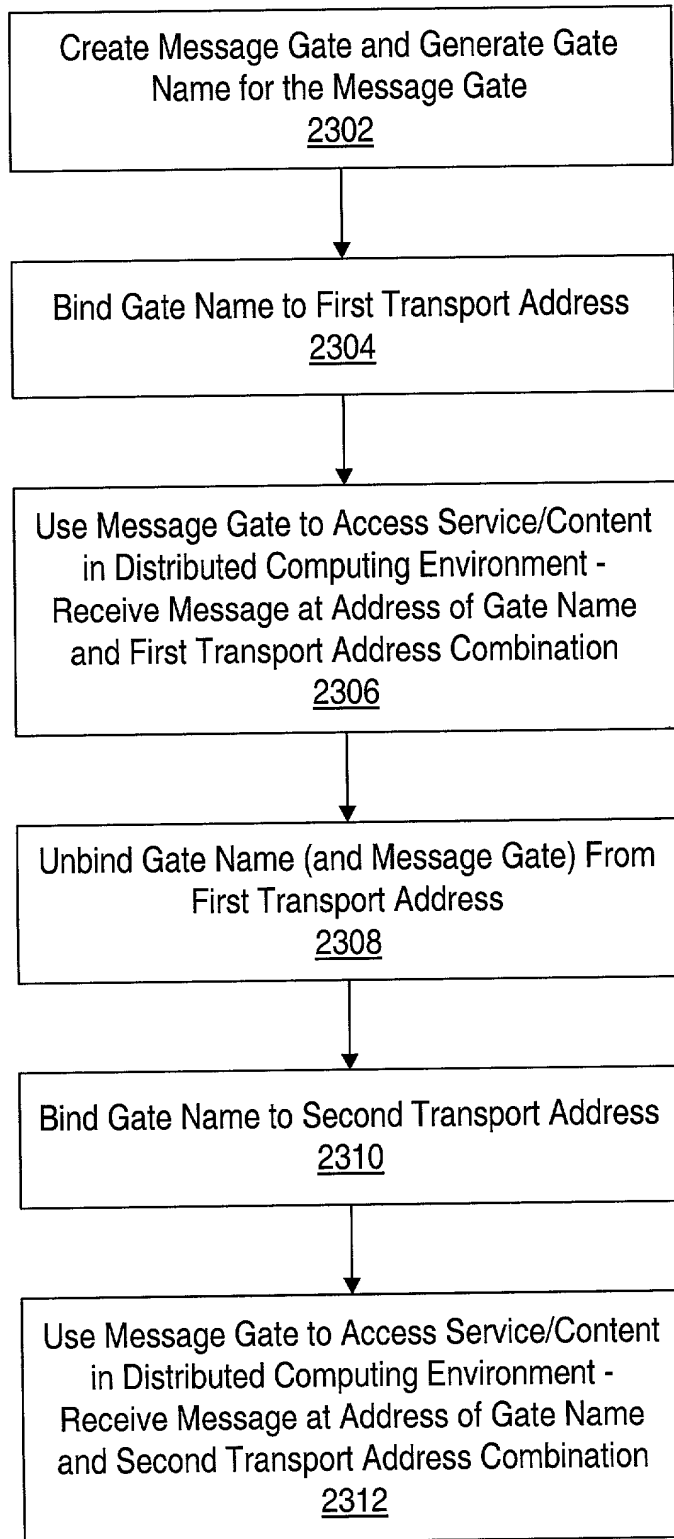 Create Message Gate and Generate Gate
Name for the Message Gate
2302
Bind Gate Name to First Transport Address
2304
Use Message Gate to Access Service/Content
in Distributed Computing Environment -
Receive Message at Address of Gate Name
and First Transport Address Combination
2306
Unbind Gate Name (and Message Gate) From
First Transport Address
2308
Bind Gate Name to Second Transport Address
2310
Use Message Gate to Access Service/Content
in Distributed Computing Environment -
Receive Message at Address of Gate Name
and Second Transport Address Combination
2312